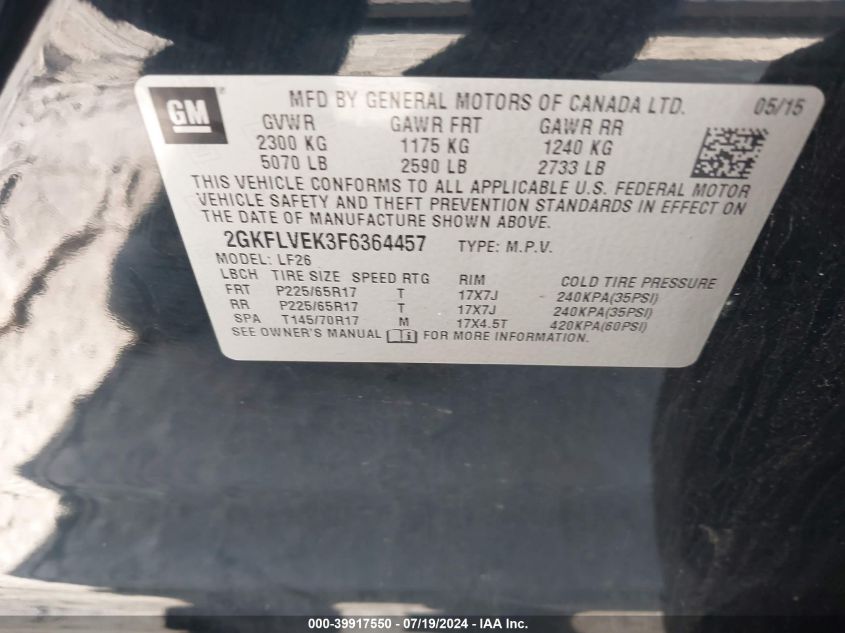 GM
MFD BY GENERAL MOTORS OF CANADA LTD. 05/15
GVWR GAWR FRT GAWR RR
2300 KG 1175 KG 1240 KG
5070 LB 2590 LB 2733 LB
THIS VEHICLE CONFORMS TO ALL APPLICABLE U.S. FEDERAL MOTOR
VEHICLE SAFETY AND THEFT PREVENTION STANDARDS IN EFFECT ON
THE DATE OF MANUFACTURE SHOWN ABOVE.
2GKFLVEK3F6364457 TYPE: M.P.V.
MODEL: LF26
LBCH TIRE SIZE SPEED RTG RIM COLD TIRE PRESSURE
FRT P225/65R17 T 17X7J 240KPA(35PSI)
RR P225/65R17 T 17X7J 240KPA(35PSI)
SPA T145/70R17 M 17X4.5T 420KPA(60PSI)
SEE OWNER'S MANUAL FOR MORE INFORMATION.
000-39917550 - 07/19/2024 - IAA Inc.